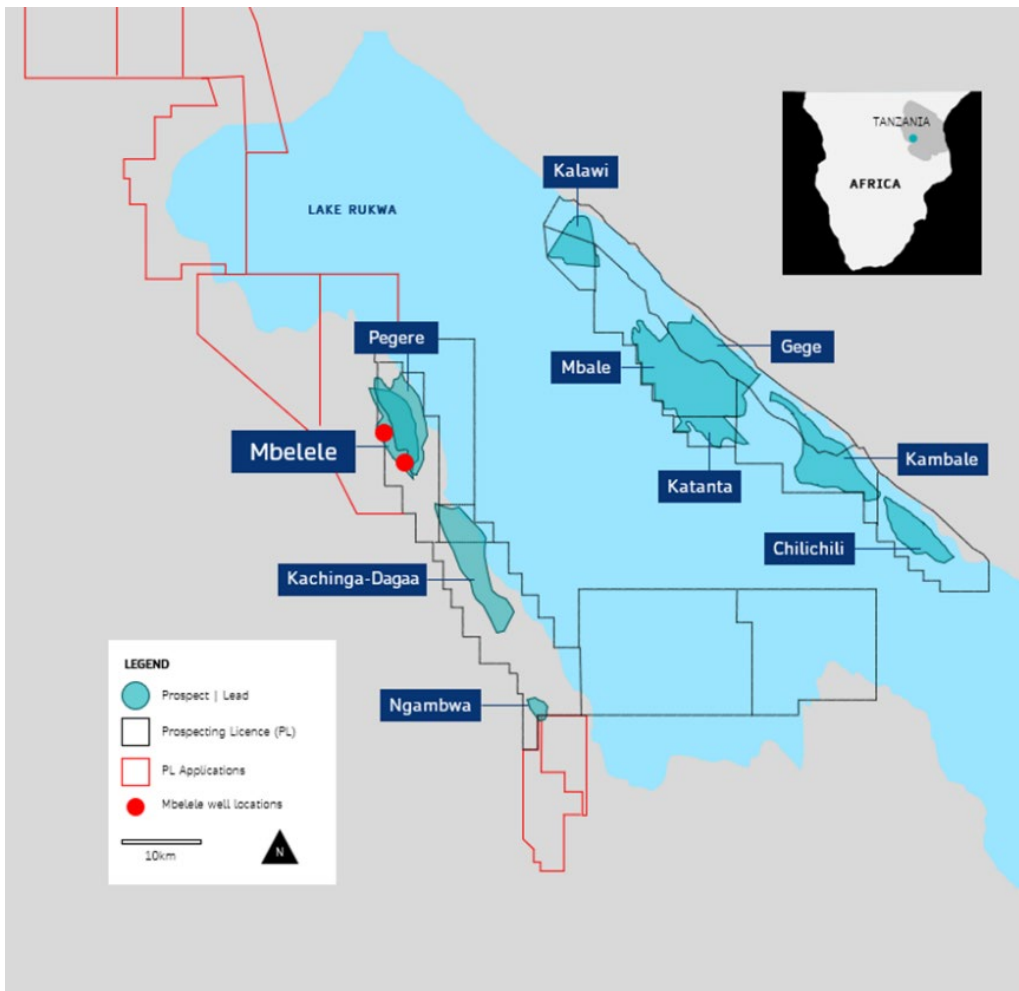 TANZANIA
AFRICA
Kalawi
LAKE RUKWA
Pegere
Gege
Mbale
Mbelele
Kambale
Katanta
Chilichili
Kachinga-Dagaa
LEGEND
Prospect | Lead
Prospecting Licence (PL)
PL Applications
Mbelele well locations
10km
N
Ngambwa